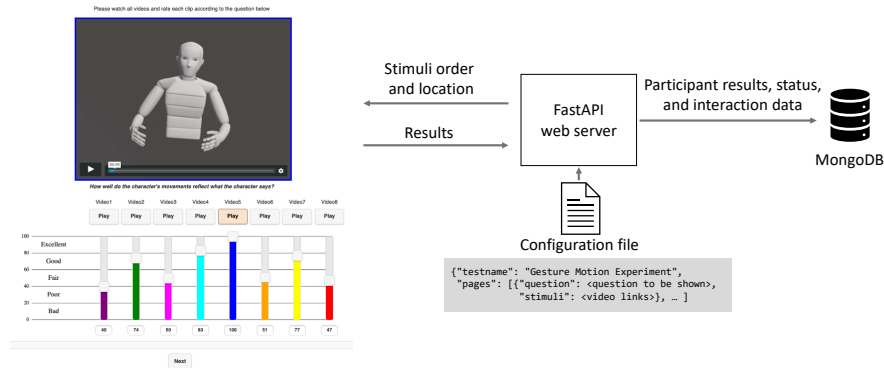 Please watch all videos and rate each clip according to the question below
00:00
How well do the character's movements reflect what the character says?
Video1 Video2 Video3 Video4 Video5 Video6 Video7 Video8
Play Play Play Play Play Play Play Play
100
Excellent
80
Good
60
Fair
40
Poor
20
Bad
0
40 74 50 83 100 51 77 47
Next
Stimuli order
and location
Results
FastAPI
web server
Participant results, status,
and interaction data
MongoDB
Configuration file
{"testname": "Gesture Motion Experiment",
"pages": [{"question": <question to be shown>,
"stimuli": <video links>}, … ]